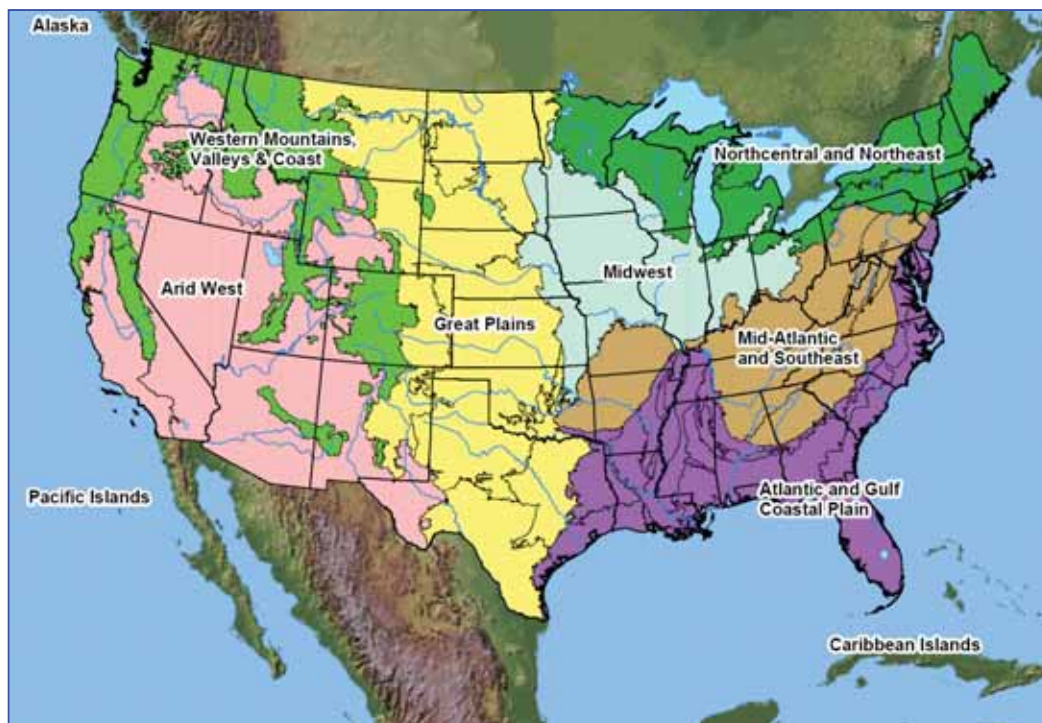 Alaska
Western Mountains,
Valleys & Coast
Northcentral and Northeast
Arid West
Midwest
Great Plains
Mid-Atlantic
and Southeast
Pacific Islands
Atlantic and Gulf
Coastal Plain
Caribbean Islands